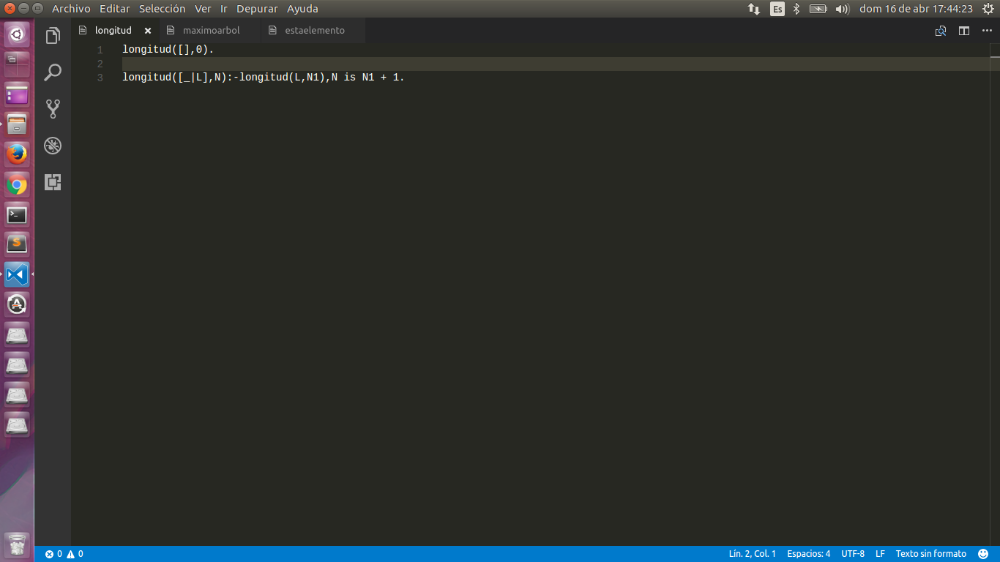 Archivo Editar Selección Ver Ir Depurar Ayuda
Es
dom 16 de abr 17:44:23
longitud × maximoarbol estaelemento
1 longitud([],0).
2
3 longitud([_|L],N):-longitud(L,N1),N is N1 + 1.
0 0
Lín. 2, Col. 1 Espacios: 4 UTF-8 LF Texto sin formato